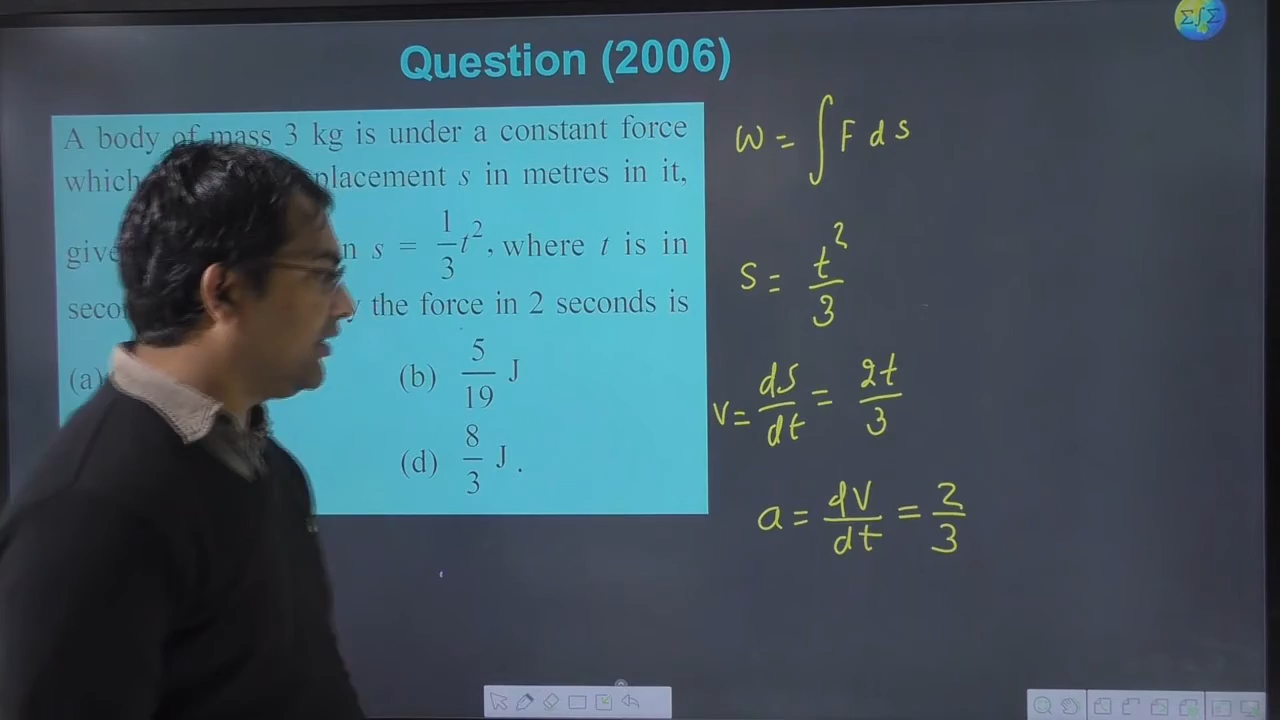 ΣʃΣ
Question (2006)
A body of mass 3 kg is under a constant force
which placement s in metres in it,
s = 1/3 t², where t is in
the force in 2 seconds is
(a)
(b) 5/19 J
(d) 8/3 J.
W = ∫ F ds
S = t²/3
V = ds/dt = 2t/3
a = dV/dt = 2/3